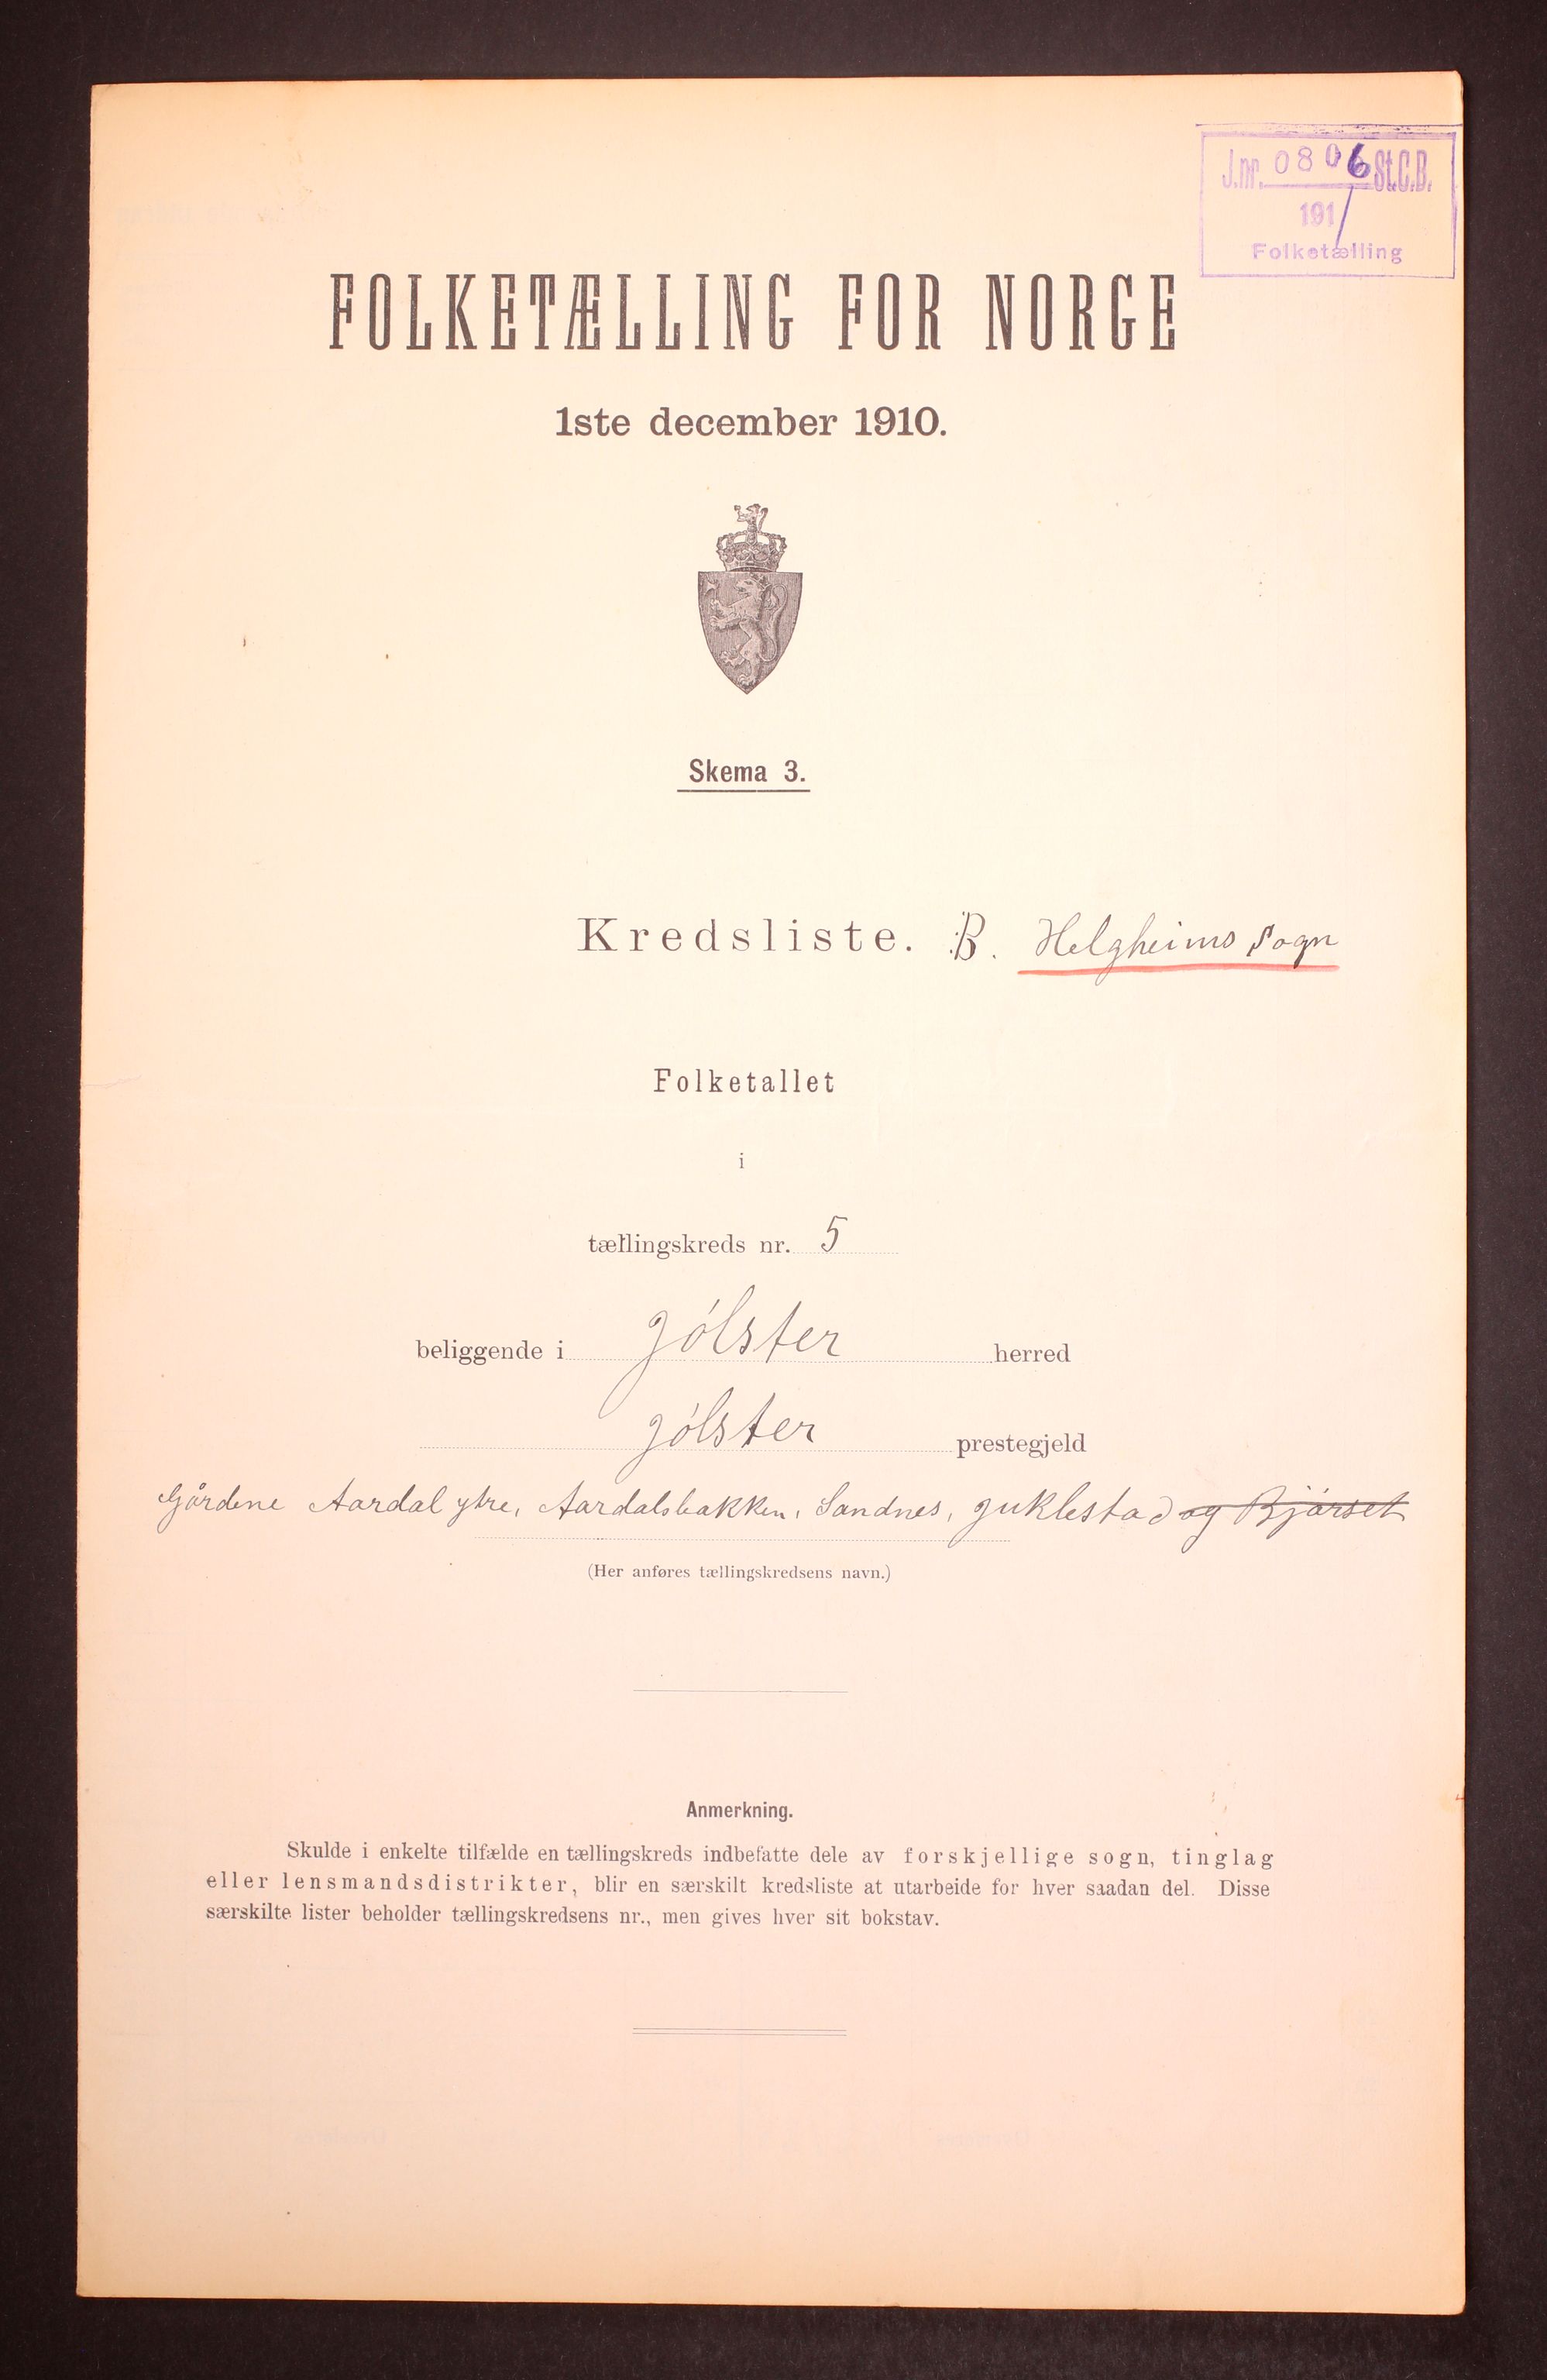 J.nr. 0806 St.C.B.
191/
Folketælling
FOLKETÆLLING FOR NORGE
1ste december 1910.
Skema 3.
Kredsliste. B. Helgheims Sogn
Folketallet
i
tællingskreds nr. 5
beliggende i Jólster herred
Jólster prestegjeld
Gårdene Aardal ytre, Aardalsbakken, Sandnes, Juklestad og Bjórset
(Her anføres tællingskredsens navn.)
Anmerkning.
Skulde i enkelte tilfælde en tællingskreds indbefatte dele av forskjellige sogn, tinglag
eller lensmandsdistrikter, blir en særskilt kredsliste at utarbeide for hver saadan del. Disse
særskilte lister beholder tællingskredsens nr., men gives hver sit bokstav.